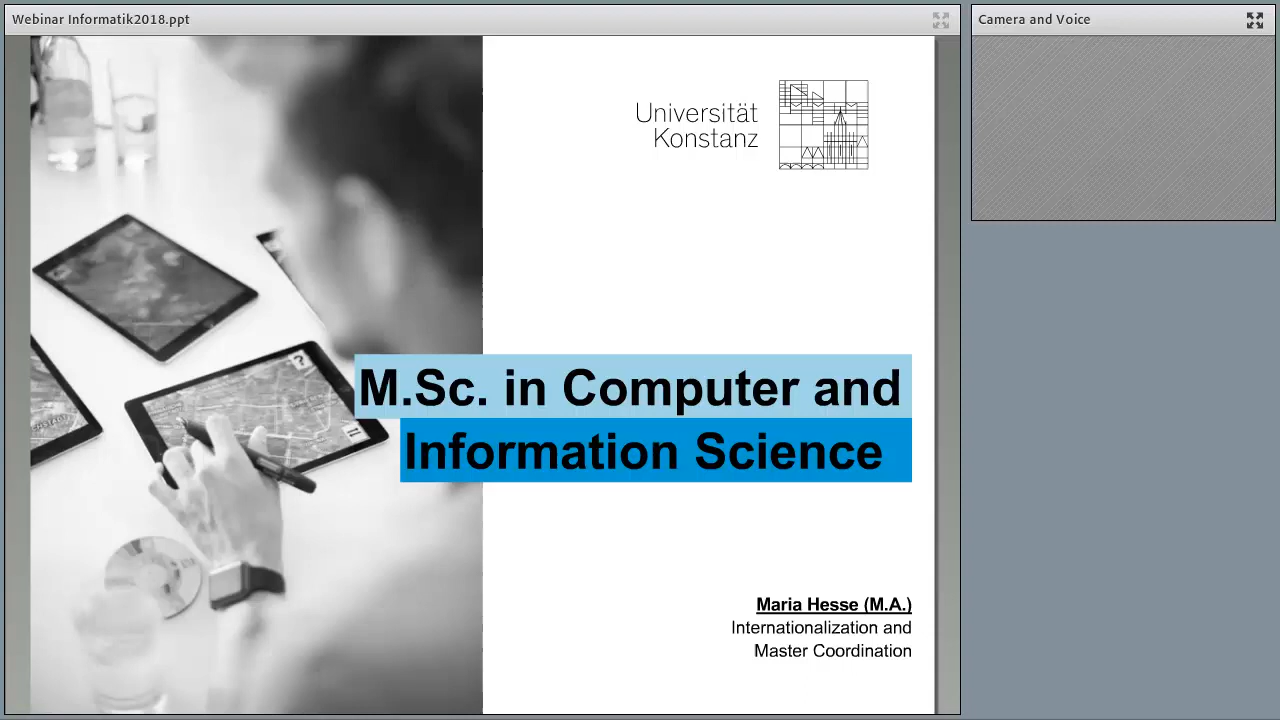 Webinar Informatik2018.ppt
Camera and Voice
Universität
Konstanz
M.Sc. in Computer and
Information Science
Maria Hesse (M.A.)
Internationalization and
Master Coordination
?